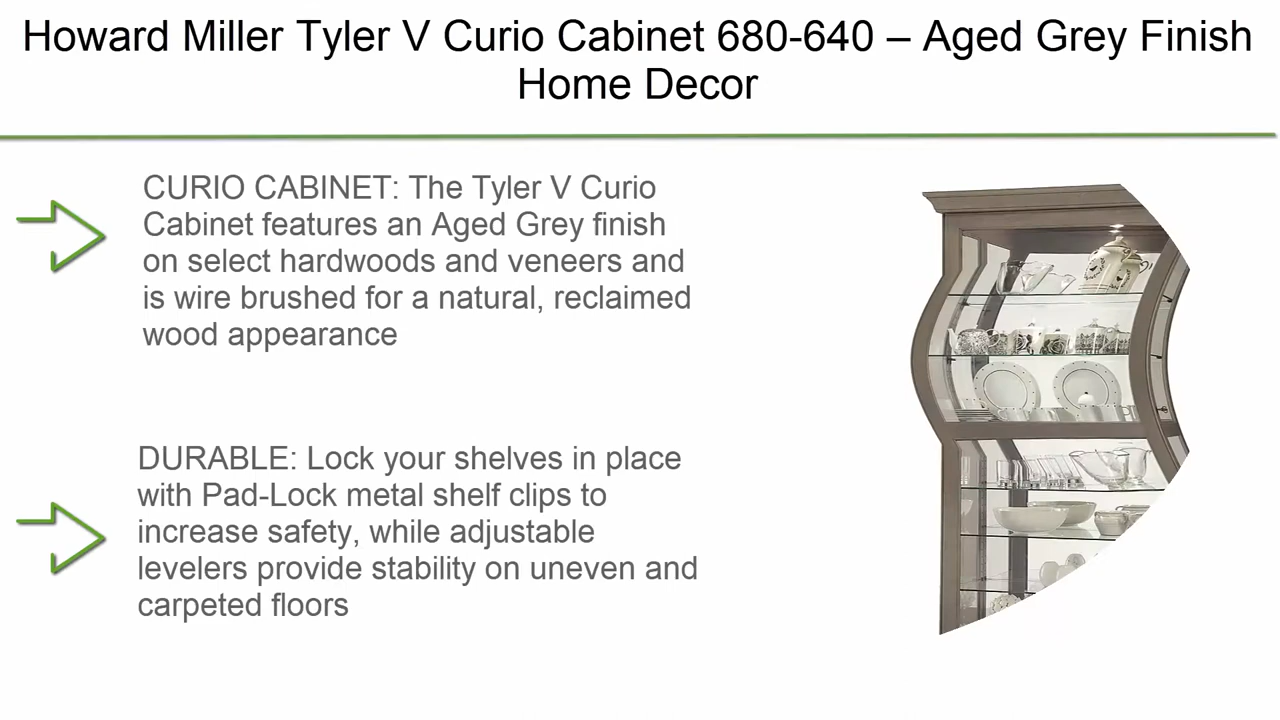 Howard Miller Tyler V Curio Cabinet 680-640 – Aged Grey Finish
Home Decor
CURIO CABINET: The Tyler V Curio
Cabinet features an Aged Grey finish
on select hardwoods and veneers and
is wire brushed for a natural, reclaimed
wood appearance
DURABLE: Lock your shelves in place
with Pad-Lock metal shelf clips to
increase safety, while adjustable
levelers provide stability on uneven and
carpeted floors